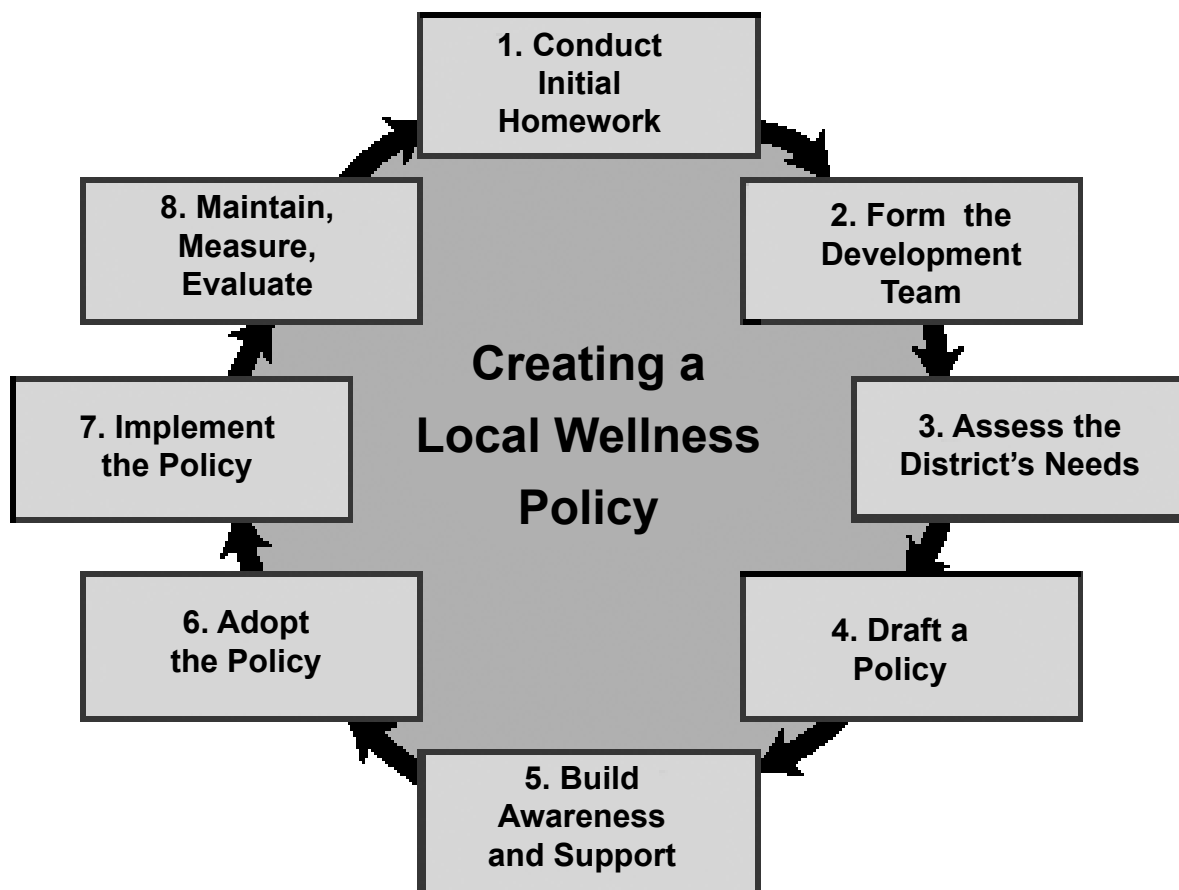 1. Conduct
Initial
Homework
2. Form the
Development
Team
3. Assess the
District's Needs
4. Draft a
Policy
5. Build
Awareness
and Support
6. Adopt
the Policy
7. Implement
the Policy
8. Maintain,
Measure,
Evaluate
Creating a
Local Wellness
Policy